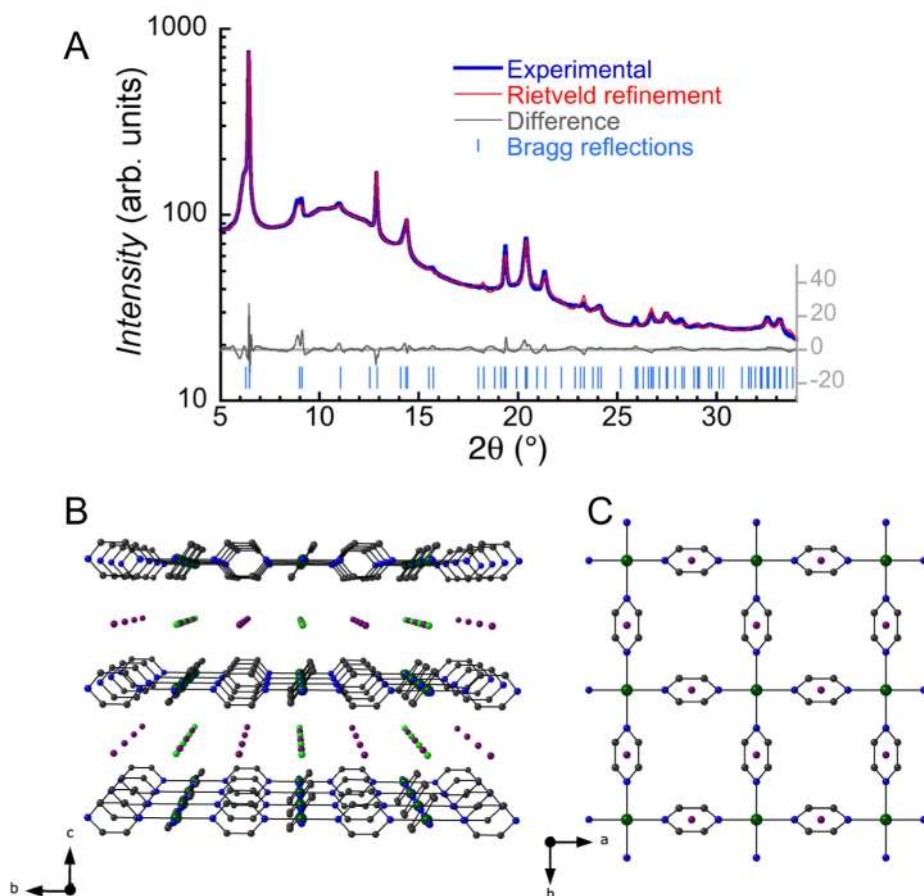 A
1000
100
10
Intensity (arb. units)
Experimental
Rietveld refinement
Difference
Bragg reflections
40
20
0
-20
5 10 15 20 25 30
2θ (°)
B
C
c
b
a
b